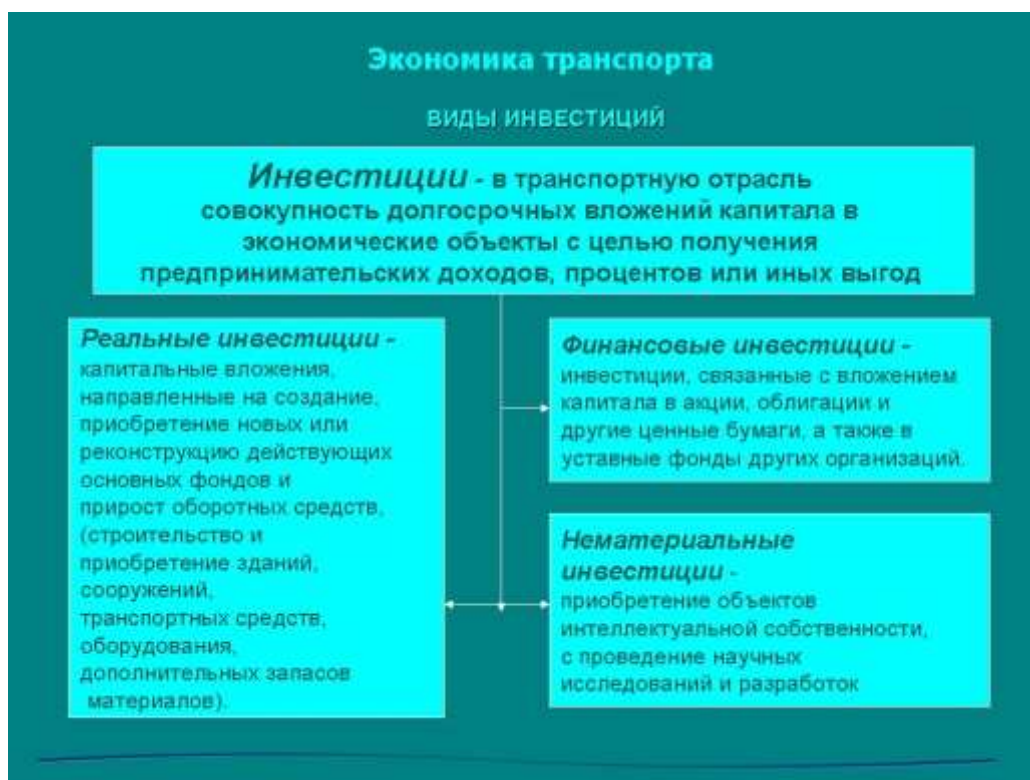 Экономика транспорта
ВИДЫ ИНВЕСТИЦИЙ
Инвестиции - в транспортную отрасль
совокупность долгосрочных вложений капитала в
экономические объекты с целью получения
предпринимательских доходов, процентов или иных выгод
Реальные инвестиции -
капитальные вложения,
направленные на создание,
приобретение новых или
реконструкцию действующих
основных фондов и
прирост оборотных средств,
(строительство и
приобретение зданий,
сооружений,
транспортных средств,
оборудования,
дополнительных запасов
материалов).
Финансовые инвестиции -
инвестиции, связанные с вложением
капитала в акции, облигации и
другие ценные бумаги, а также в
уставные фонды других организаций.
Нематериальные
инвестиции -
приобретение объектов
интеллектуальной собственности,
с проведение научных
исследований и разработок